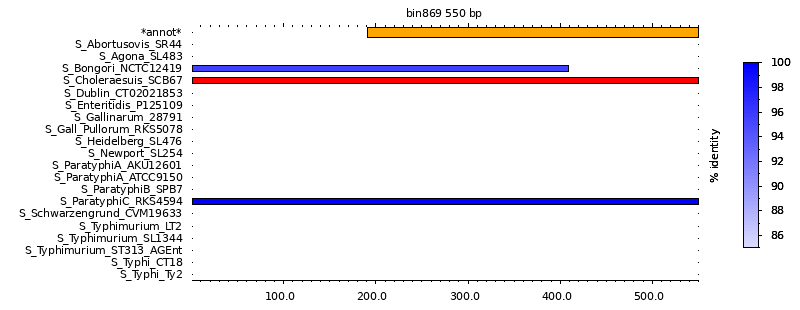 bin869 550 bp
*annot*
S_Abortusovis_SR44
S_Agona_SL483
S_Bongori_NCTC12419
S_Choleraesuis_SCB67
S_Dublin_CT02021853
S_Enteritidis_P125109
S_Gallinarum_28791
S_Gall_Pullorum_RKS5078
S_Heidelberg_SL476
S_Newport_SL254
S_ParatyphiA_AKU12601
S_ParatyphiA_ATCC9150
S_ParatyphiB_SPB7
S_ParatyphiC_RKS4594
S_Schwarzengrund_CVM19633
S_Typhimurium_LT2
S_Typhimurium_SL1344
S_Typhimurium_ST313_AGEnt
S_Typhi_CT18
S_Typhi_Ty2
100.0 200.0 300.0 400.0 500.0
% identity
100
98
96
94
92
90
88
86